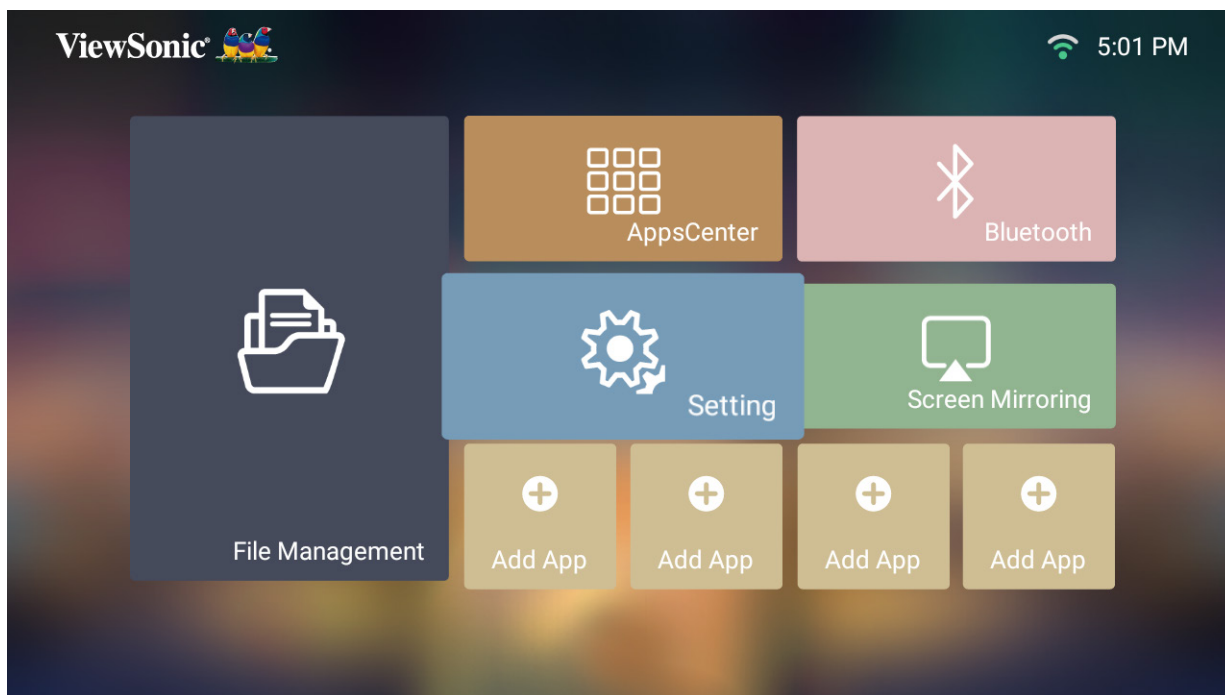 ViewSonic®
5:01 PM
AppsCenter
Bluetooth
Setting
Screen Mirroring
File Management
Add App
Add App
Add App
Add App